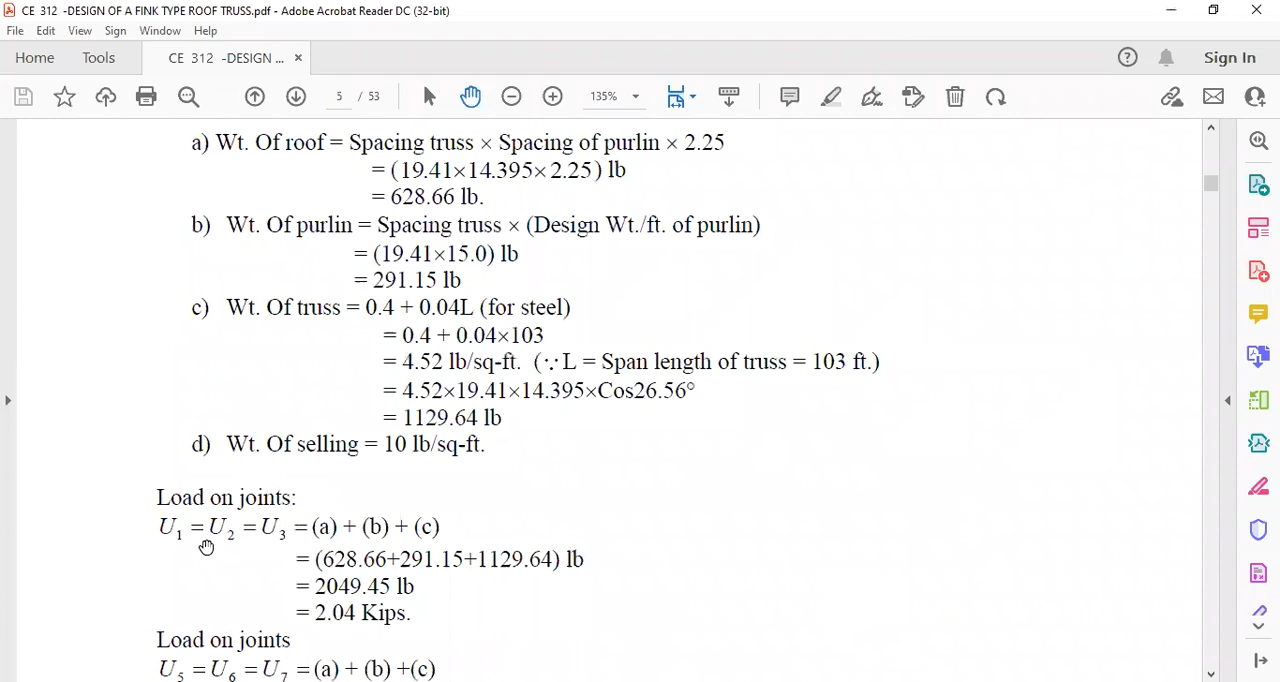 CE 312 -DESIGN OF A FINK TYPE ROOF TRUSS.pdf - Adobe Acrobat Reader DC (32-bit)
File Edit View Sign Window Help
Home Tools CE 312 -DESIGN ... × Sign In
5 / 53 135%
a) Wt. Of roof = Spacing truss × Spacing of purlin × 2.25
= (19.41×14.395×2.25) lb
= 628.66 lb.
b) Wt. Of purlin = Spacing truss × (Design Wt./ft. of purlin)
= (19.41×15.0) lb
= 291.15 lb
c) Wt. Of truss = 0.4 + 0.04L (for steel)
= 0.4 + 0.04×103
= 4.52 lb/sq-ft. (∵L = Span length of truss = 103 ft.)
= 4.52×19.41×14.395×Cos26.56°
= 1129.64 lb
d) Wt. Of selling = 10 lb/sq-ft.
Load on joints:
U₁ = U₂ = U₃ = (a) + (b) + (c)
= (628.66+291.15+1129.64) lb
= 2049.45 lb
= 2.04 Kips.
Load on joints
U₅ = U₆ = U₇ = (a) + (b) +(c)